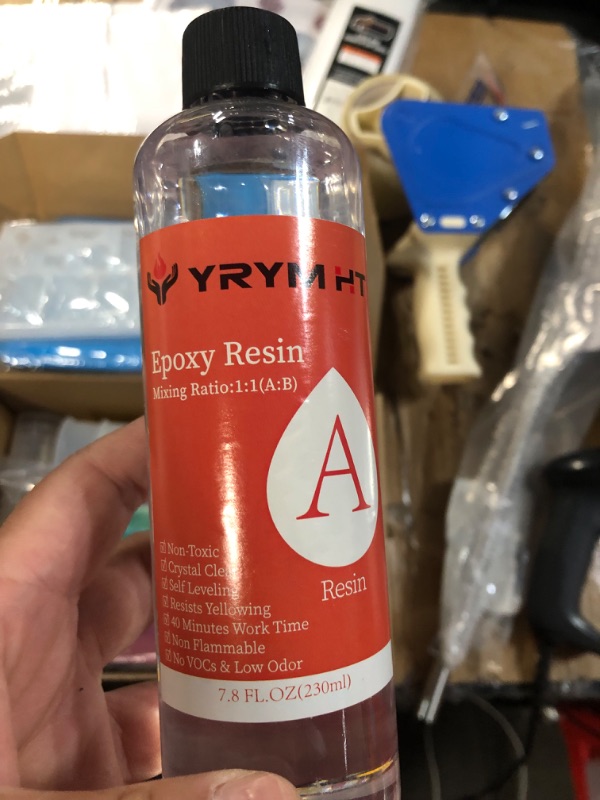 YRYM HT
Epoxy Resin
Mixing Ratio:1:1(A:B)
A
Resin
Non-Toxic
Crystal Clear
Self Leveling
Resists Yellowing
40 Minutes Work Time
Non Flammable
No VOCs & Low Odor
7.8 FL.OZ(230ml)